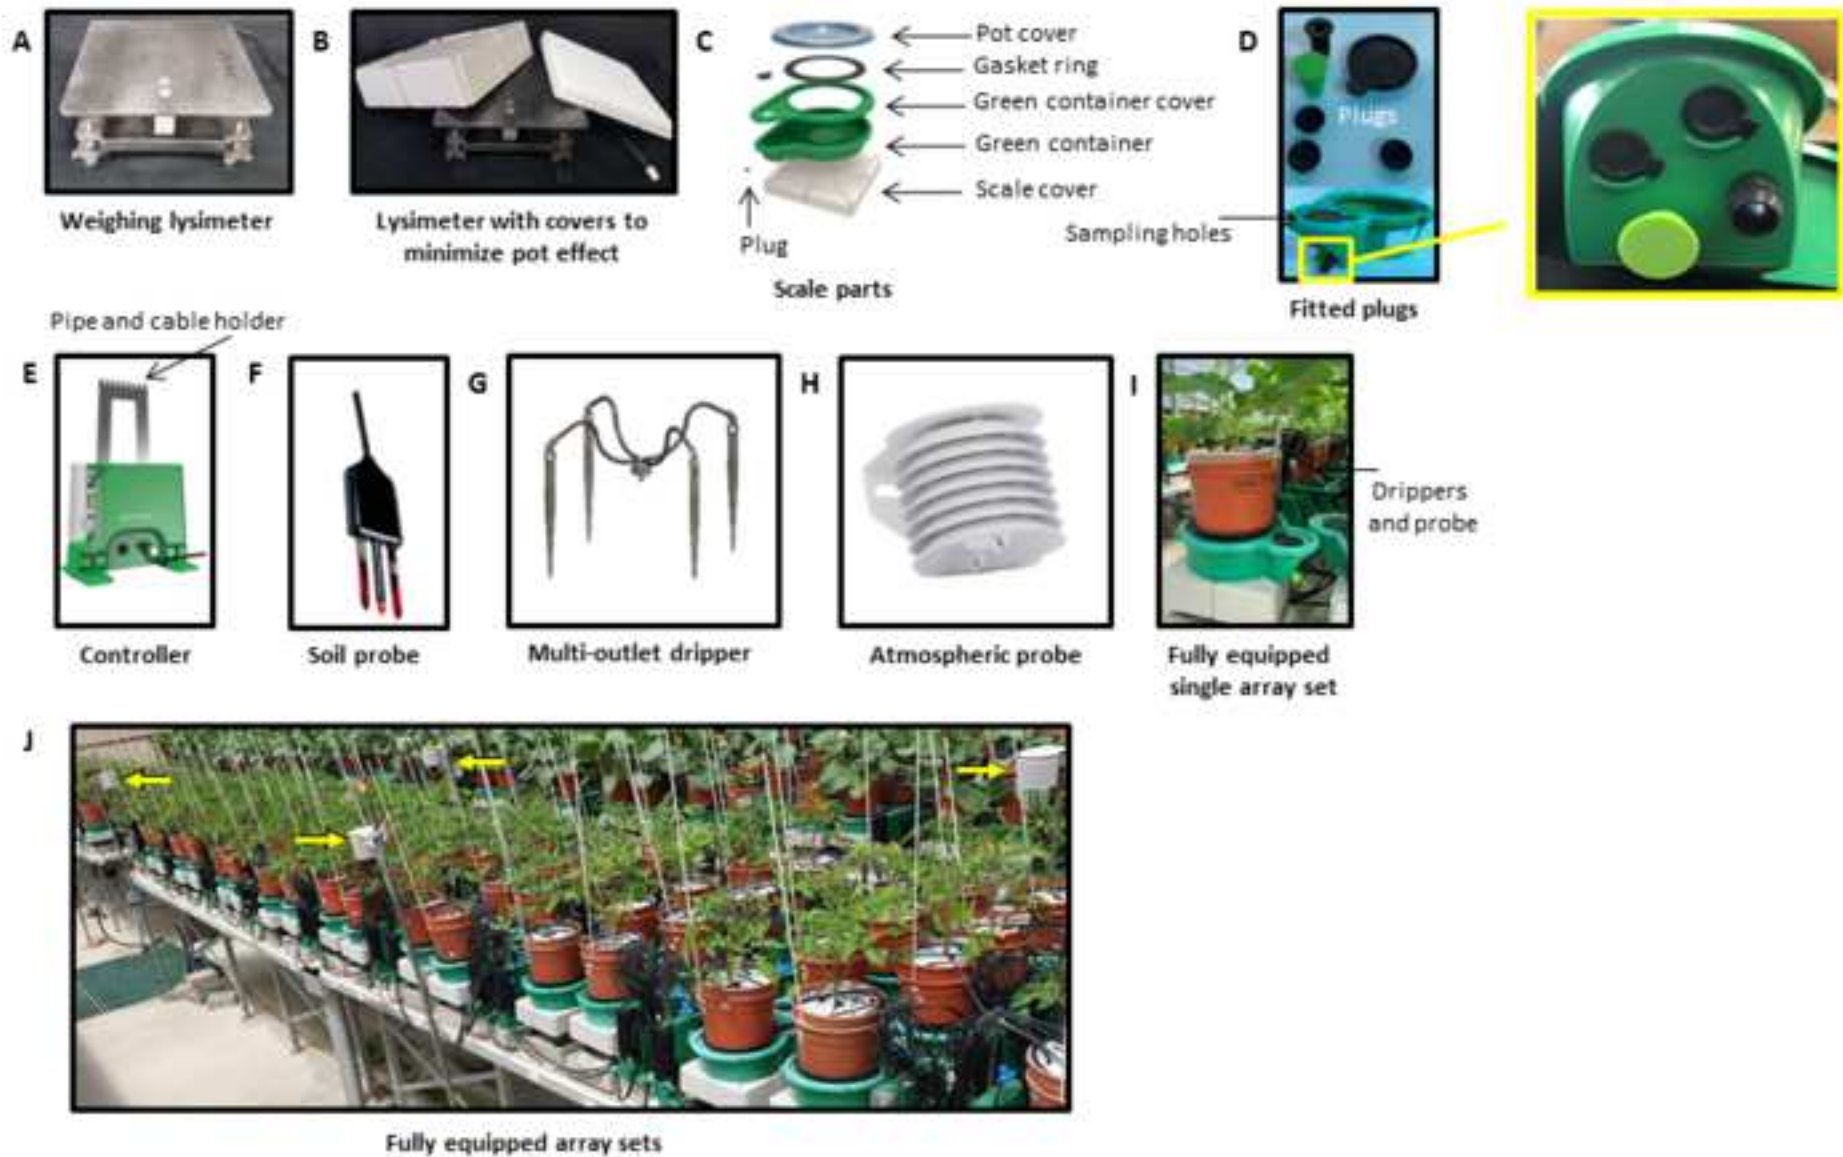 A
B
C
D
Pot cover
Gasket ring
Green container cover
Green container
Scale cover
Plug
Scale parts
Plugs
Sampling holes
Fitted plugs
Weighing lysimeter
Lysimeter with covers to
minimize pot effect
Pipe and cable holder
E
F
G
H
I
Drippers
and probe
Controller
Soil probe
Multi-outlet dripper
Atmospheric probe
Fully equipped
single array set
J
Fully equipped array sets